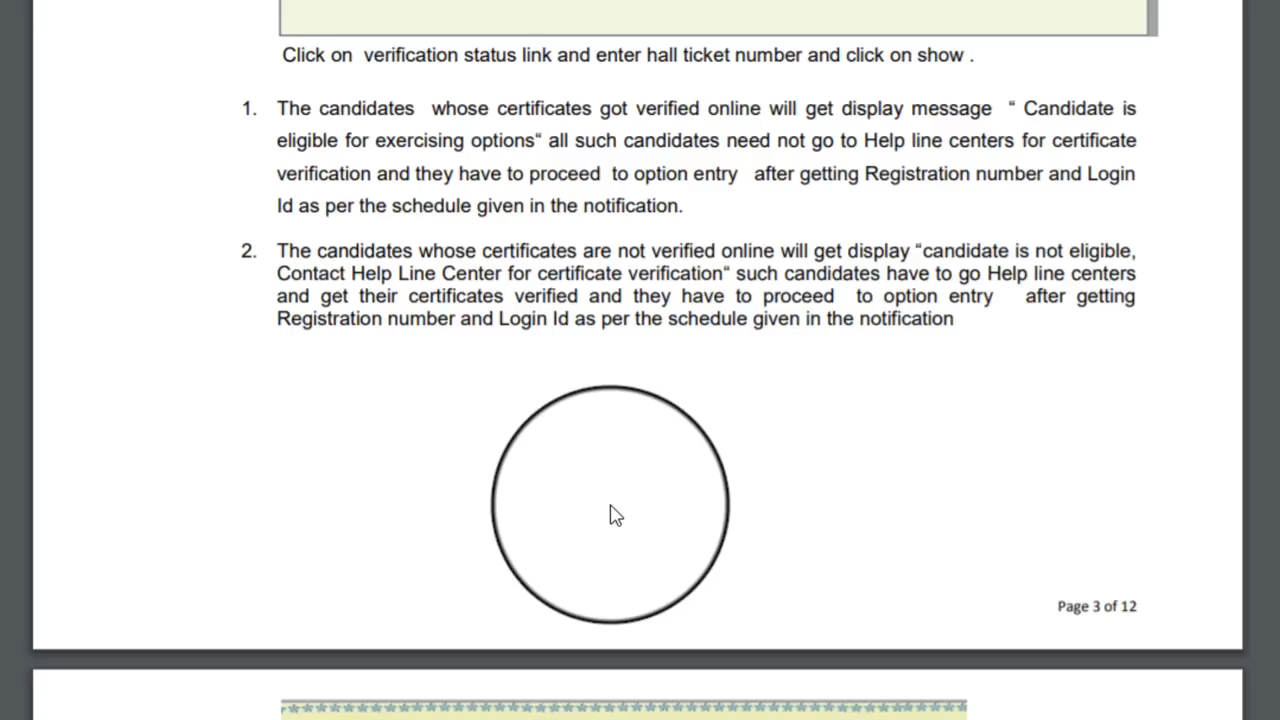 Click on  verification status link and enter hall ticket number and click on show .
1. The candidates  whose certificates got verified online will get display message  “ Candidate is
eligible for exercising options“ all such candidates need not go to Help line centers for certificate
verification and they have to proceed  to option entry   after getting Registration number and Login
Id as per the schedule given in the notification.
2. The candidates whose certificates are not verified online will get display “candidate is not eligible,
Contact Help Line Center for certificate verification“ such candidates have to go Help line centers
and get their certificates verified and they have to proceed  to option entry   after getting
Registration number and Login Id as per the schedule given in the notification
Page 3 of 12